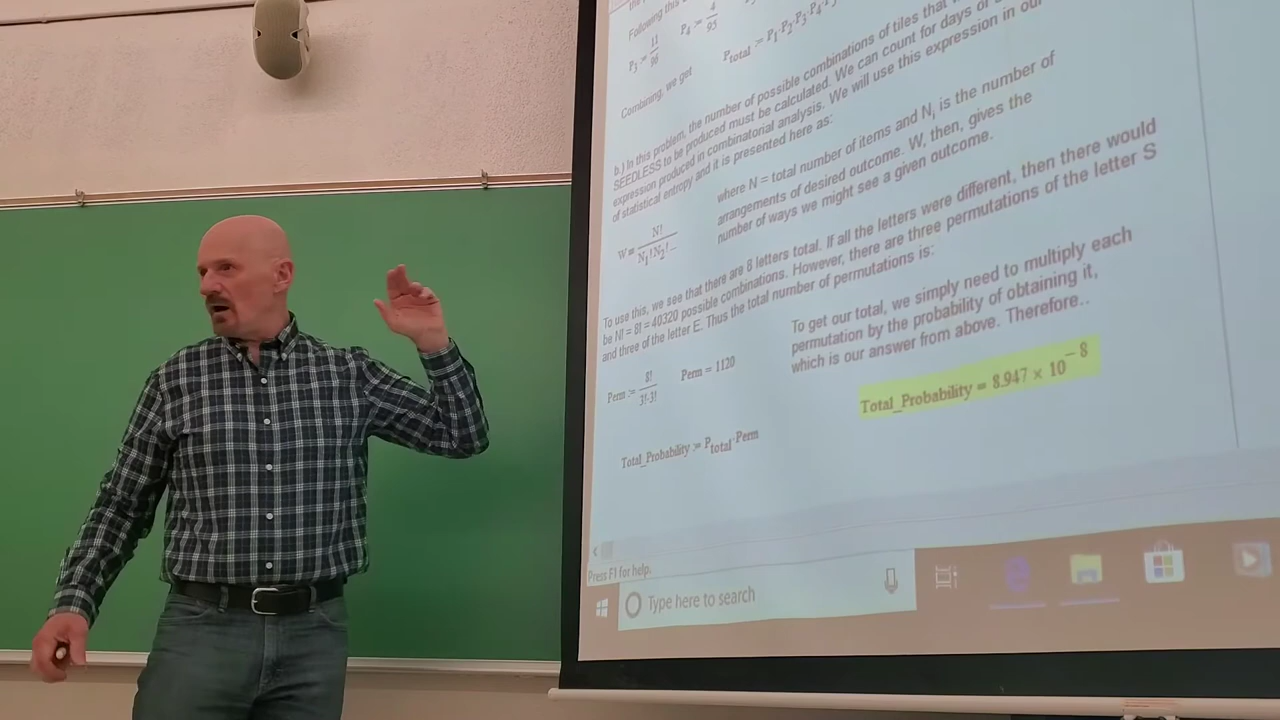 Following this
P3 := 11/96 P4 := 4/95
Combining, we get Ptotal := P1·P2·P3·P4·P5
b.) In this problem, the number of possible combinations of tiles that
SEEDLESS to be produced must be calculated. We can count for days or
expression produced in combinatorial analysis. We will use this expression in our
of statistical entropy and it is presented here as:
W = N!/N1!N2!...
where N = total number of items and Ni is the number of
arrangements of desired outcome. W, then, gives the
number of ways we might see a given outcome.
To use this, we see that there are 8 letters total. If all the letters were different, then there would
be N! = 8! = 40320 possible combinations. However, there are three permutations of the letter S
and three of the letter E. Thus the total number of permutations is:
Perm := 8!/3!·3! Perm = 1120
To get our total, we simply need to multiply each
permutation by the probability of obtaining it,
which is our answer from above. Therefore..
Total_Probability := Ptotal·Perm
Total_Probability = 8.947 × 10^−8
Press F1 for help.
Type here to search